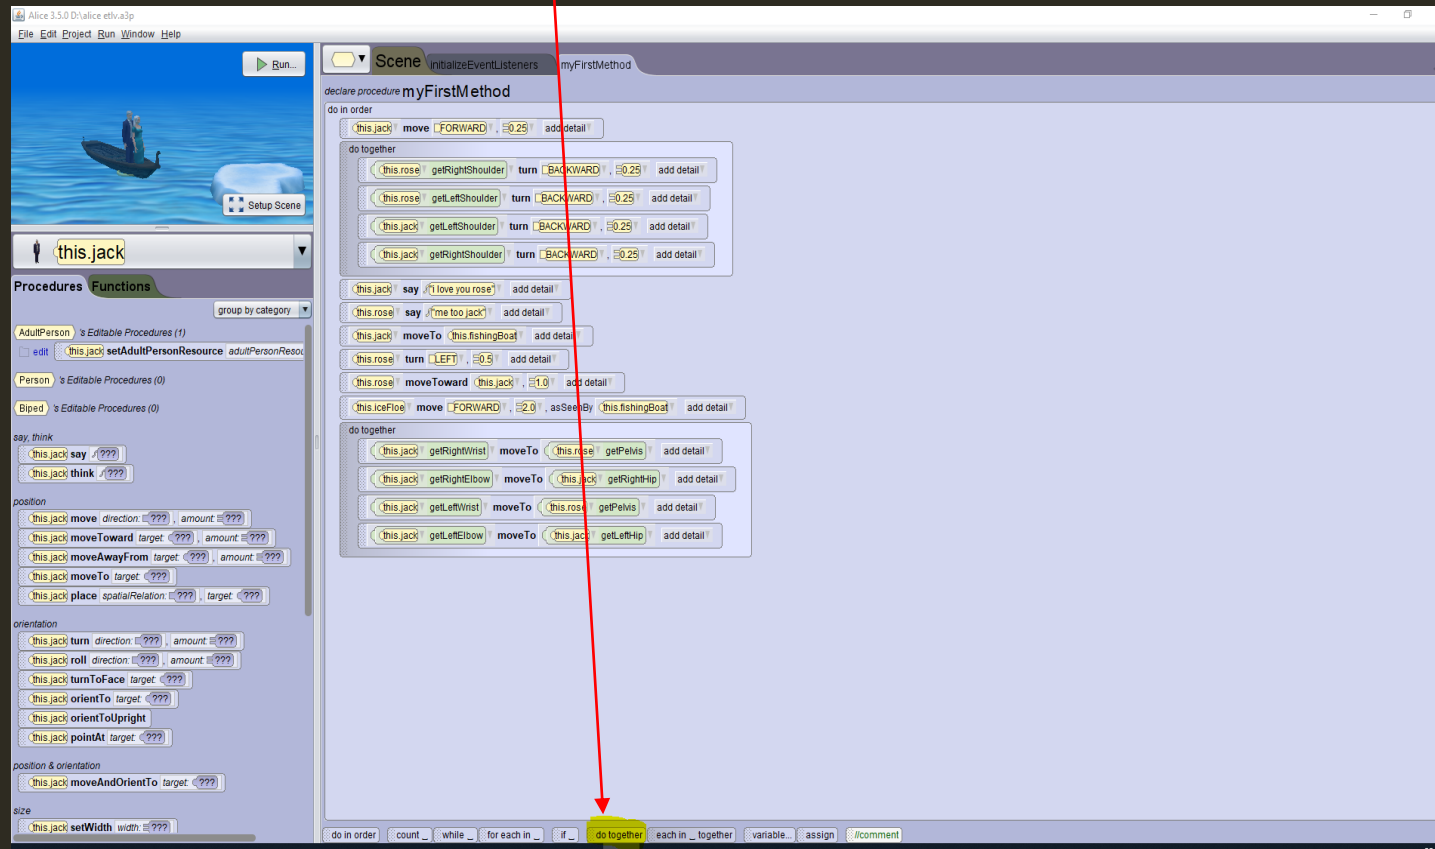 Alice 3.5.0 D:\alice etlv.a3p
File Edit Project Run Window Help
Run...
Setup Scene
this.jack
Procedures Functions
group by category
AdultPerson 's Editable Procedures (1)
edit this.jack setAdultPersonResource adultPersonResou
Person 's Editable Procedures (0)
Biped 's Editable Procedures (0)
say, think
this.jack say ???
this.jack think ???
position
this.jack move direction: ??? , amount: ???
this.jack moveToward target: ??? , amount: ???
this.jack moveAwayFrom target: ??? , amount: ???
this.jack moveTo target: ???
this.jack place spatialRelation: ??? , target: ???
orientation
this.jack turn direction: ??? , amount: ???
this.jack roll direction: ??? , amount: ???
this.jack turnToFace target: ???
this.jack orientTo target: ???
this.jack orientToUpright
this.jack pointAt target: ???
position & orientation
this.jack moveAndOrientTo target: ???
size
this.jack setWidth width: ???
Scene initializeEventListeners myFirstMethod
declare procedure myFirstMethod
do in order
this.jack move FORWARD , 0.25 add detail
do together
this.rose getRightShoulder turn BACKWARD , 0.25 add detail
this.rose getLeftShoulder turn BACKWARD , 0.25 add detail
this.jack getLeftShoulder turn BACKWARD , 0.25 add detail
this.jack getRightShoulder turn BACKWARD , 0.25 add detail
this.jack say "i love you rose" add detail
this.rose say "me too jack" add detail
this.jack moveTo this.fishingBoat add detail
this.rose turn LEFT , 0.5 add detail
this.rose moveToward this.jack , 1.0 add detail
this.iceFloe move FORWARD , 2.0 , asSeenBy this.fishingBoat add detail
do together
this.jack getRightWrist moveTo this.rose getPelvis add detail
this.jack getRightElbow moveTo this.jack getRightHip add detail
this.jack getLeftWrist moveTo this.rose getPelvis add detail
this.jack getLeftElbow moveTo this.jack getLeftHip add detail
do in order count _ while _ for each in _ if _ do together each in _ together variable... assign //comment